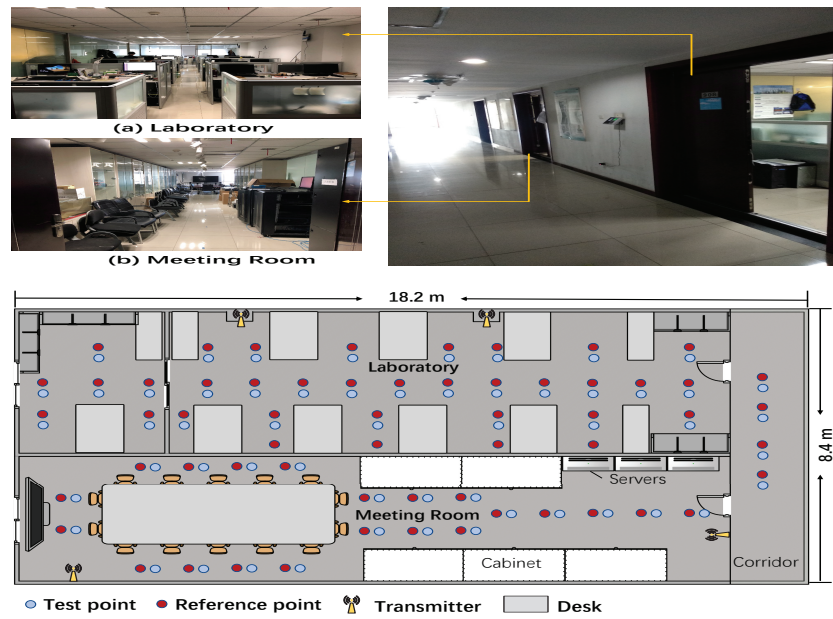 (a) Laboratory
(b) Meeting Room
18.2 m
Laboratory
8.4 m
Servers
Meeting Room
Cabinet
Corridor
Test point
Reference point
Transmitter
Desk